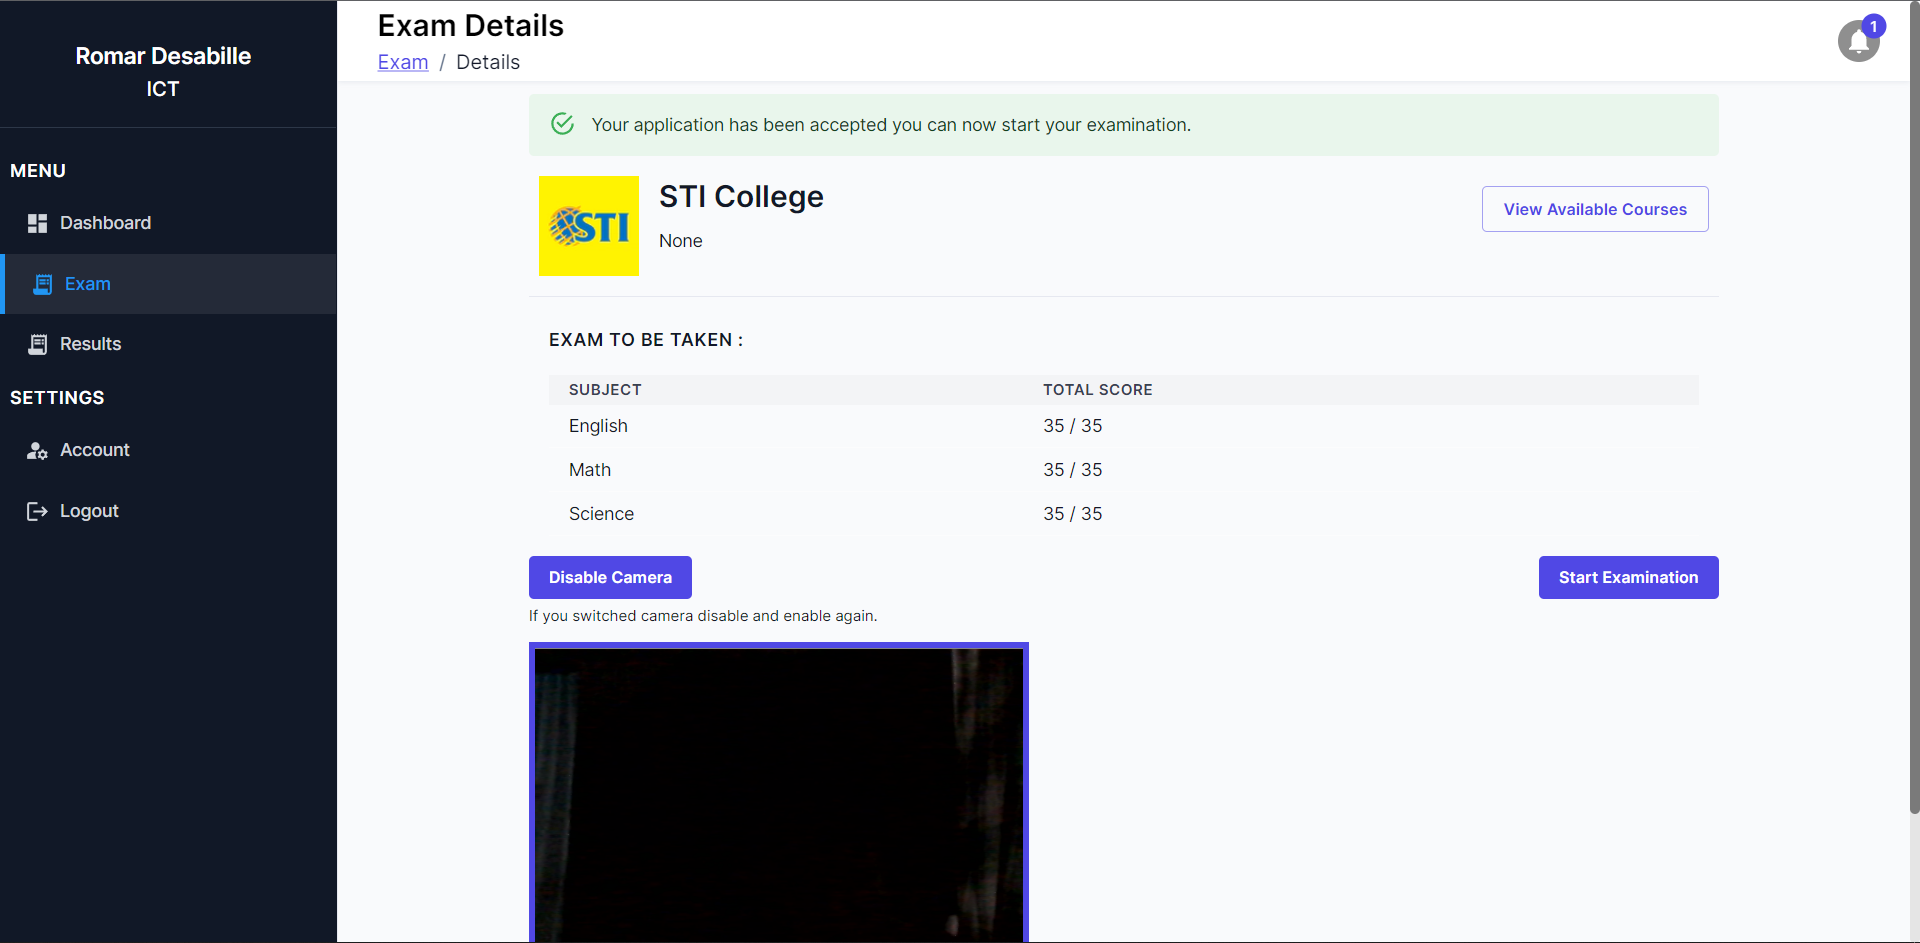 Romar Desabille
ICT
MENU
Dashboard
Exam
Results
SETTINGS
Account
Logout
Exam Details
Exam / Details
1
Your application has been accepted you can now start your examination.
STI
STI College
None
View Available Courses
EXAM TO BE TAKEN :
SUBJECT TOTAL SCORE
English 35 / 35
Math 35 / 35
Science 35 / 35
Disable Camera
Start Examination
If you switched camera disable and enable again.